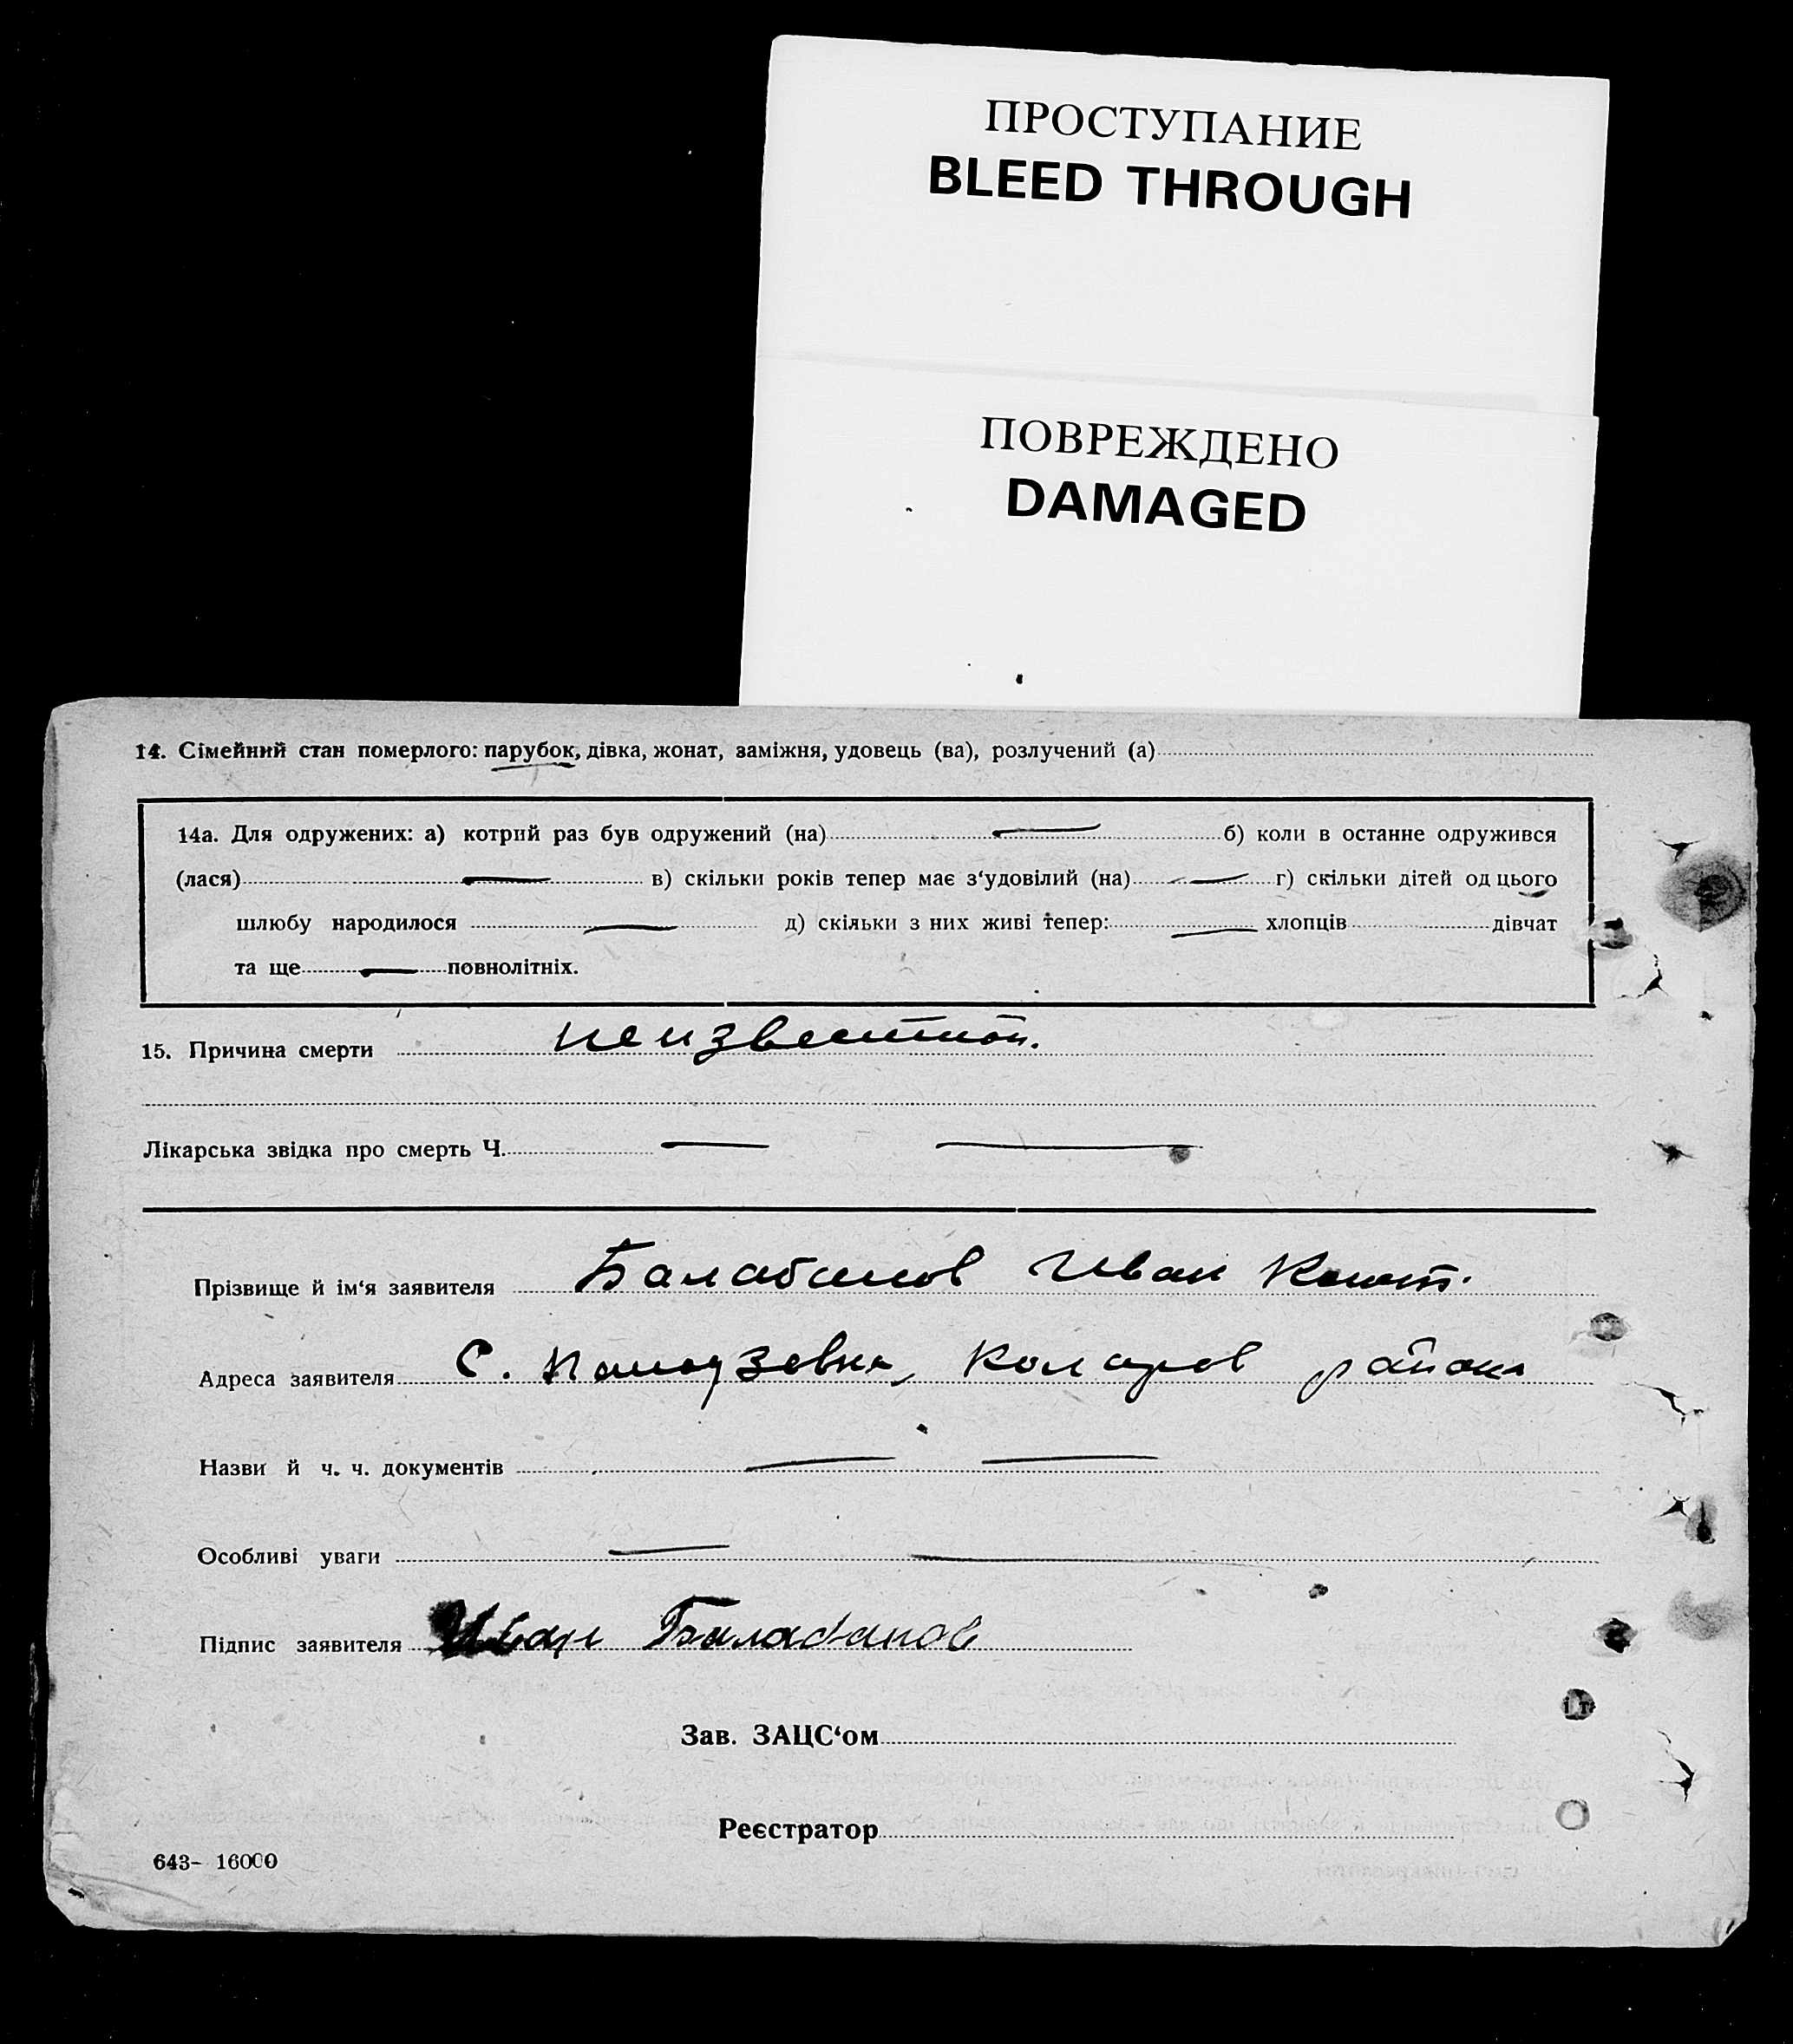 ПРОСТУПАНИЕ
BLEED THROUGH
ПОВРЕЖДЕНО
DAMAGED
14. Сімейний стан померлого: парубок, дівка, жонат, заміжня, удовець (ва), розлучений (а)
14а. Для одружених: а) котрий раз був одружений (на) — б) коли в останне одружився
(лася) — в) скільки років тепер має з‘удовілий (на) — г) скільки дітей од цього
шлюбу народилося — д) скільки з них живі тепер: — хлопців дівчат
та ще — повнолітніх.
15. Причина смерти неизвестной.
Лікарська звідка про смерть Ч. — —
Прізвище й ім‘я заявителя Балабанов Иван Конст.
Адреса заявителя С. Коларов района
Назви й ч. ч. документів — —
Особливі уваги — —
Підпис заявителя Иван Балабанов
Зав. ЗАЦС‘ом
Реєстратор
643– 16000